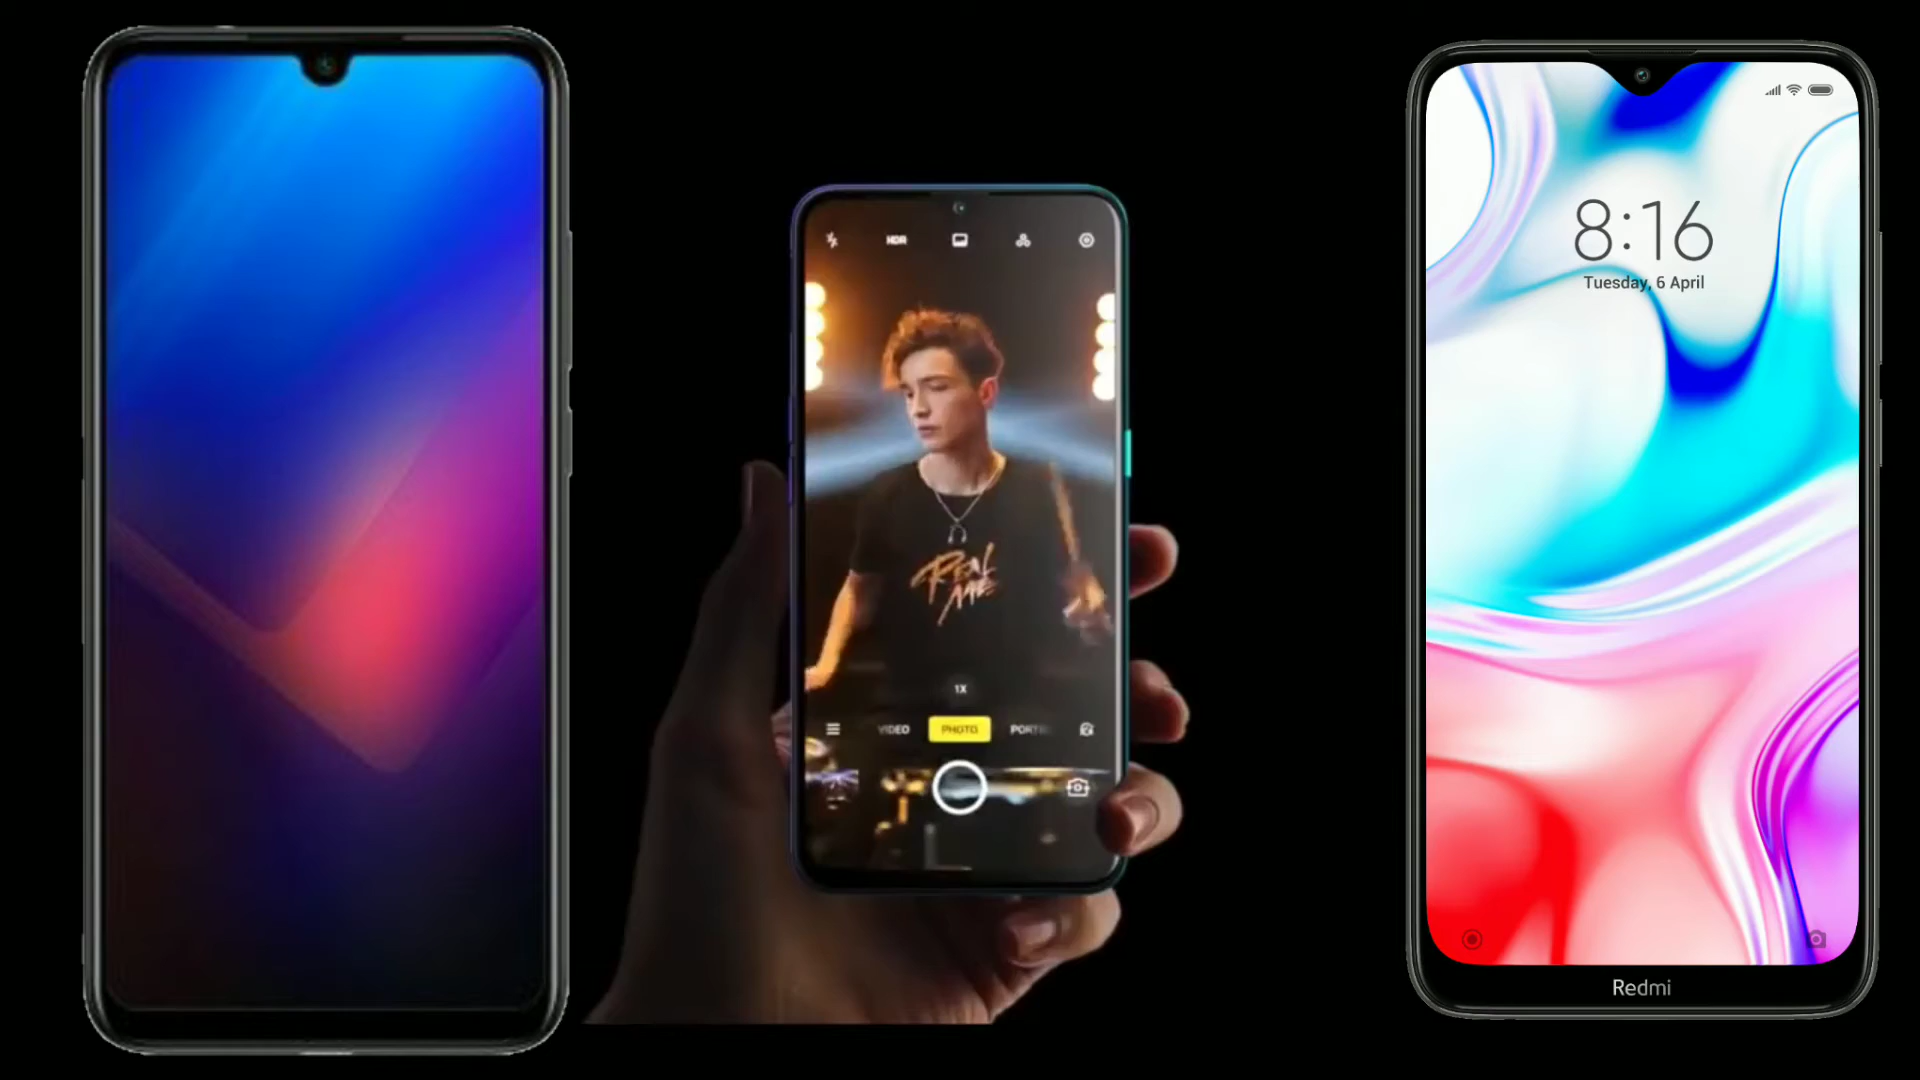 HDR
REAL
ME
1X
VIDEO
PHOTO
8:16
Tuesday, 6 April
Redmi